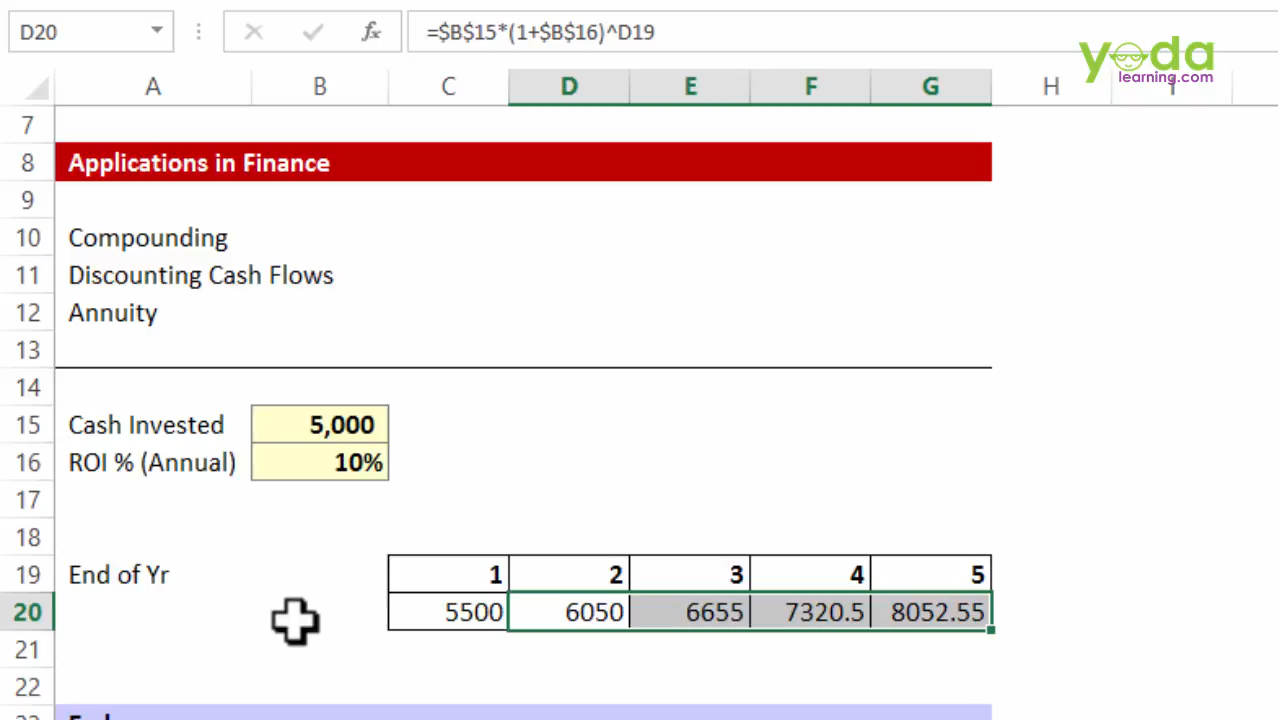 D20 fx =$B$15*(1+$B$16)^D19
yoda
learning.com
A B C D E F G H I
7
8 Applications in Finance
9
10 Compounding
11 Discounting Cash Flows
12 Annuity
13
14
15 Cash Invested 5,000
16 ROI % (Annual) 10%
17
18
19 End of Yr 1 2 3 4 5
20 5500 6050 6655 7320.5 8052.55
21
22